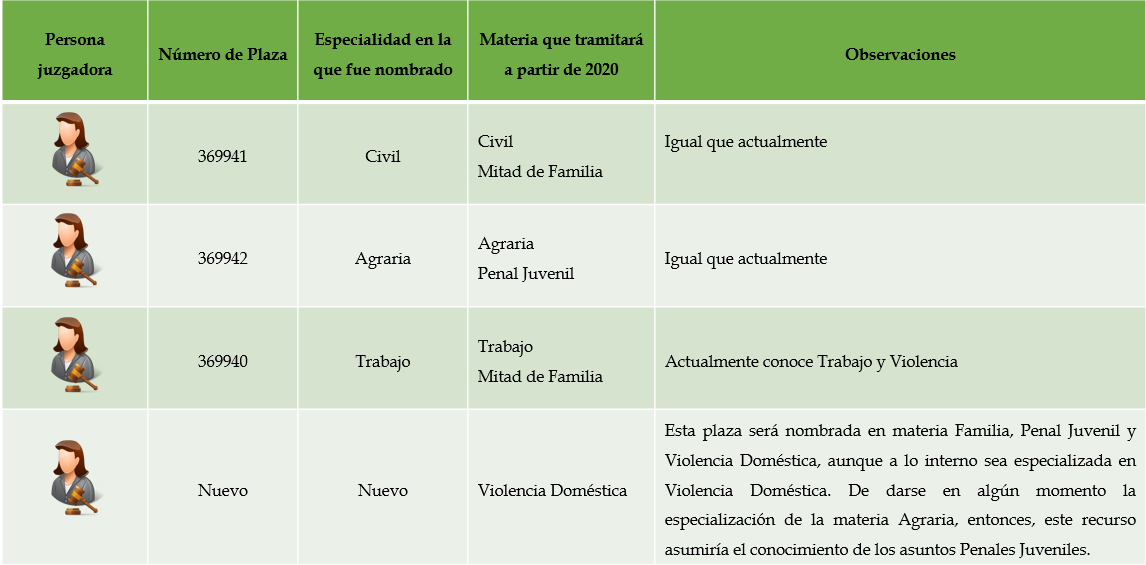 Persona
juzgadora
Número de Plaza
Especialidad en la
que fue nombrado
Materia que tramitará
a partir de 2020
Observaciones
369941
Civil
Civil
Mitad de Familia
Igual que actualmente
369942
Agraria
Agraria
Penal Juvenil
Igual que actualmente
369940
Trabajo
Trabajo
Mitad de Familia
Actualmente conoce Trabajo y Violencia
Nuevo
Nuevo
Violencia Doméstica
Esta plaza será nombrada en materia Familia, Penal Juvenil y
Violencia Doméstica, aunque a lo interno sea especializada en
Violencia Doméstica. De darse en algún momento la
especialización de la materia Agraria, entonces, este recurso
asumiría el conocimiento de los asuntos Penales Juveniles.